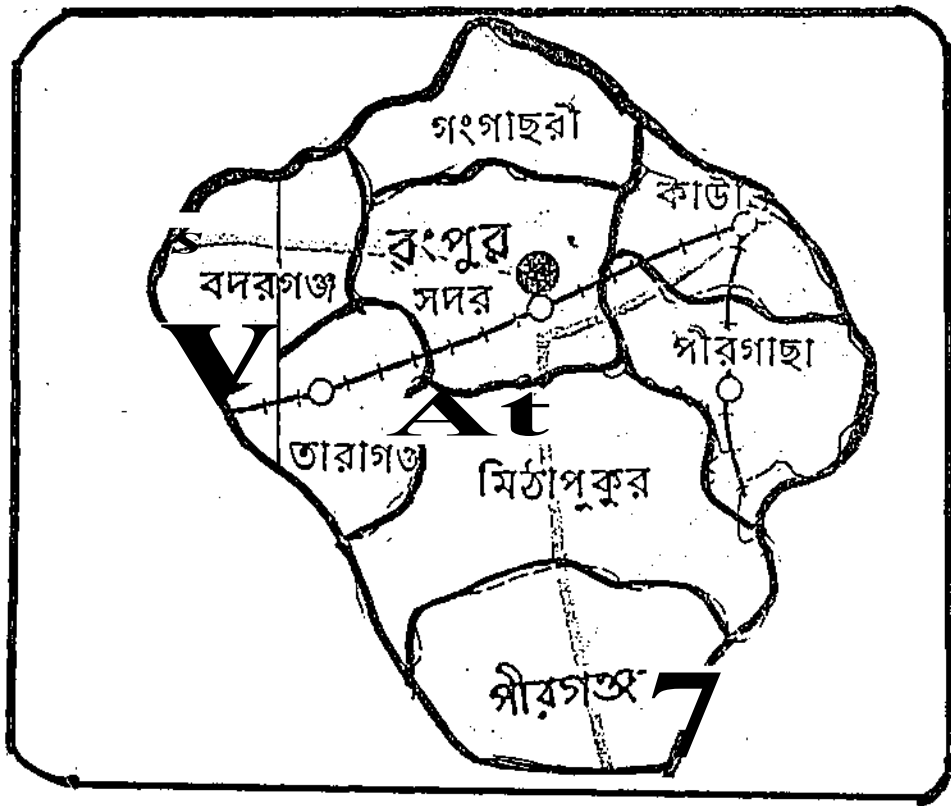 গংগাছরা
কাউ
s
রংপুর
সদর
বদরগঞ্জ
পীরগাছা
V
At
তারাগঞ্জ
মিঠাপুকুর
পীরগঞ্জ
7